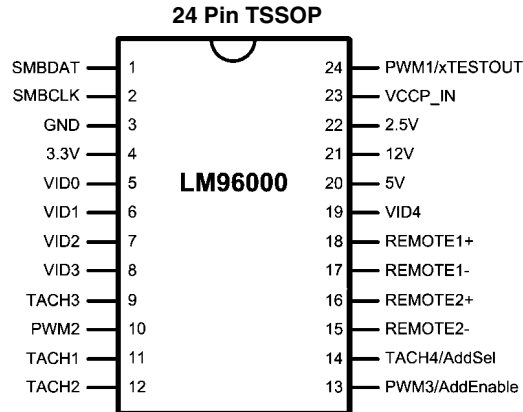 24 Pin TSSOP
SMBDAT 1 24 PWM1/xTESTOUT
SMBCLK 2 23 VCCP_IN
GND 3 22 2.5V
3.3V 4 21 12V
VID0 5 LM96000 20 5V
VID1 6 19 VID4
VID2 7 18 REMOTE1+
VID3 8 17 REMOTE1-
TACH3 9 16 REMOTE2+
PWM2 10 15 REMOTE2-
TACH1 11 14 TACH4/AddSel
TACH2 12 13 PWM3/AddEnable